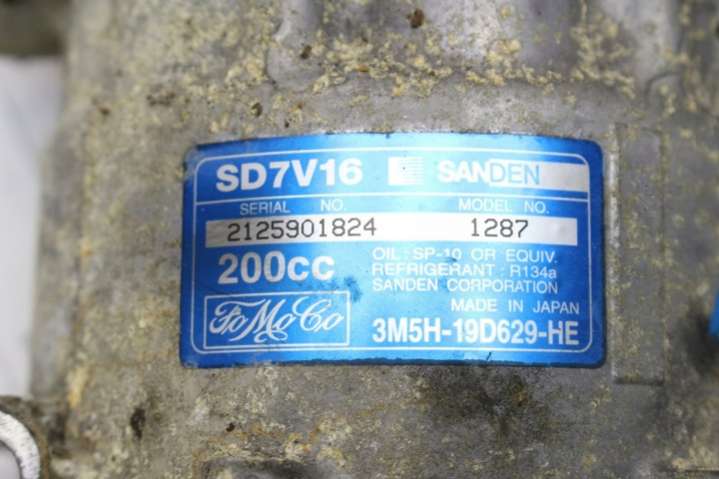 SD7V16 SANDEN
SERIAL NO. MODEL NO.
2125901824 1287
200cc OIL : SP-10 OR EQUIV.
REFRIGERANT : R134a
SANDEN CORPORATION
MADE IN JAPAN
FoMoCo 3M5H-19D629-HE